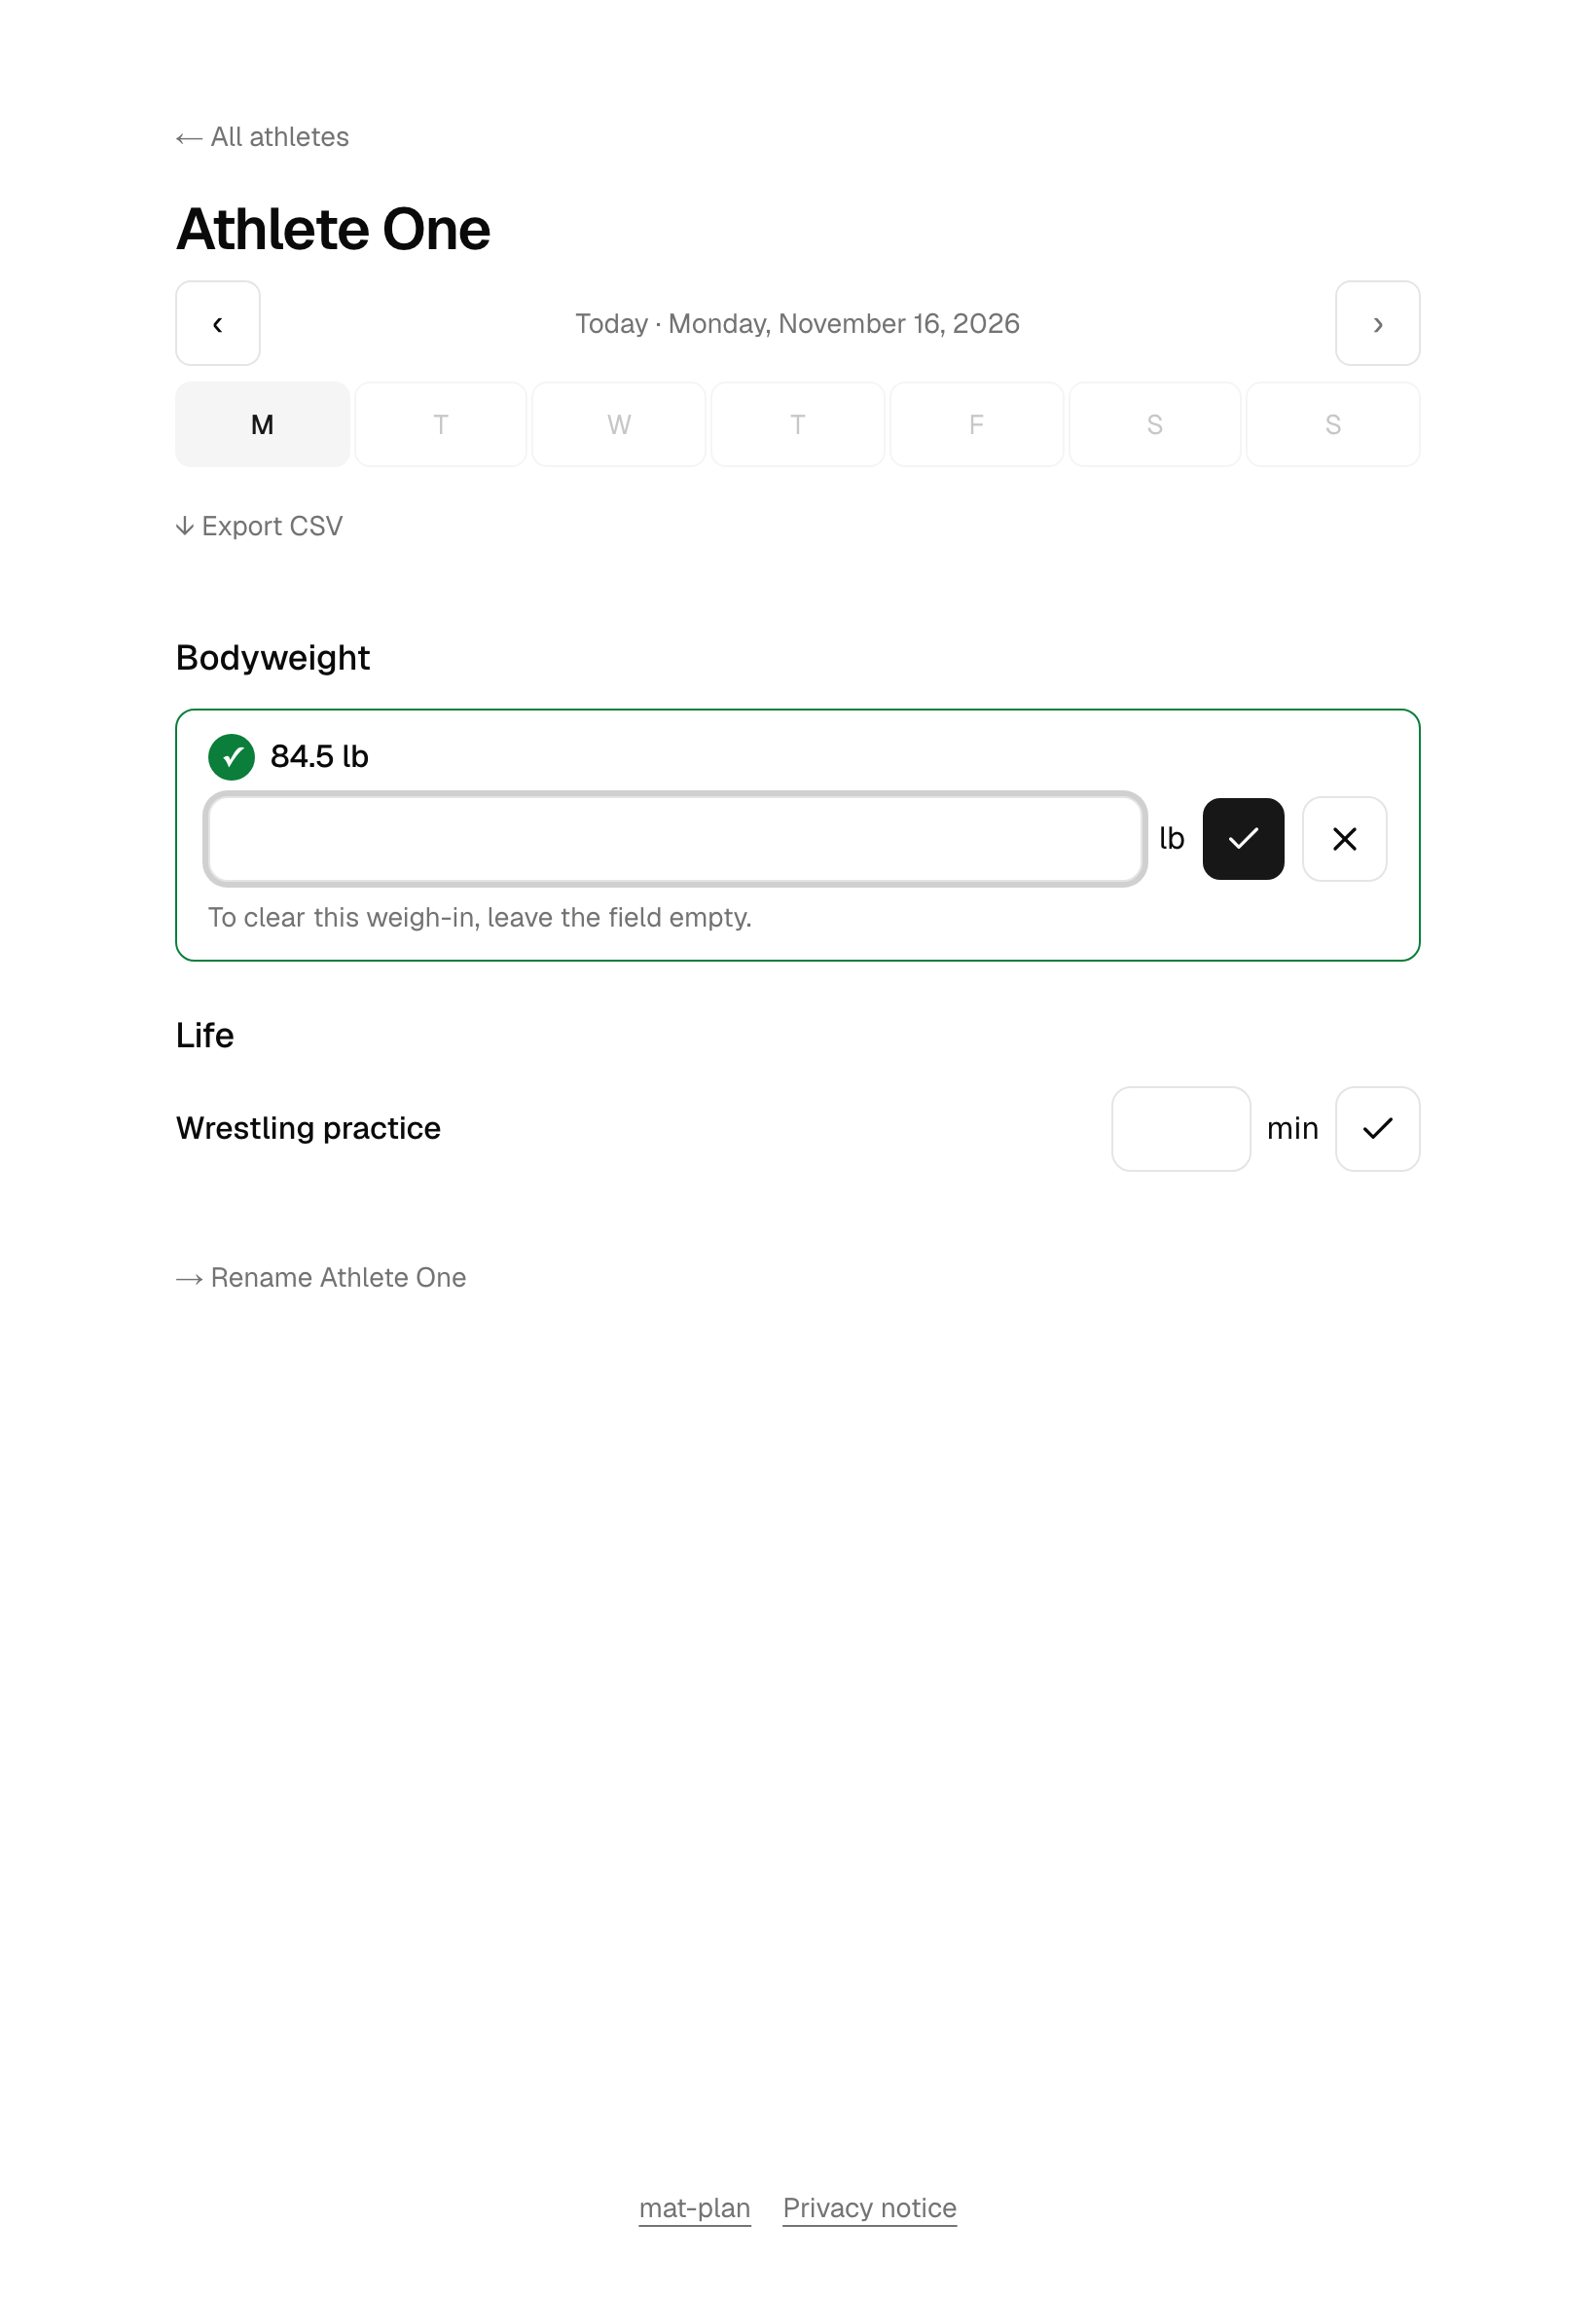 ← All athletes
Athlete One
‹ Today · Monday, November 16, 2026 ›
M T W T F S S
↓ Export CSV
Bodyweight
✓ 84.5 lb
lb
To clear this weigh-in, leave the field empty.
Life
Wrestling practice min
→ Rename Athlete One
mat-plan Privacy notice